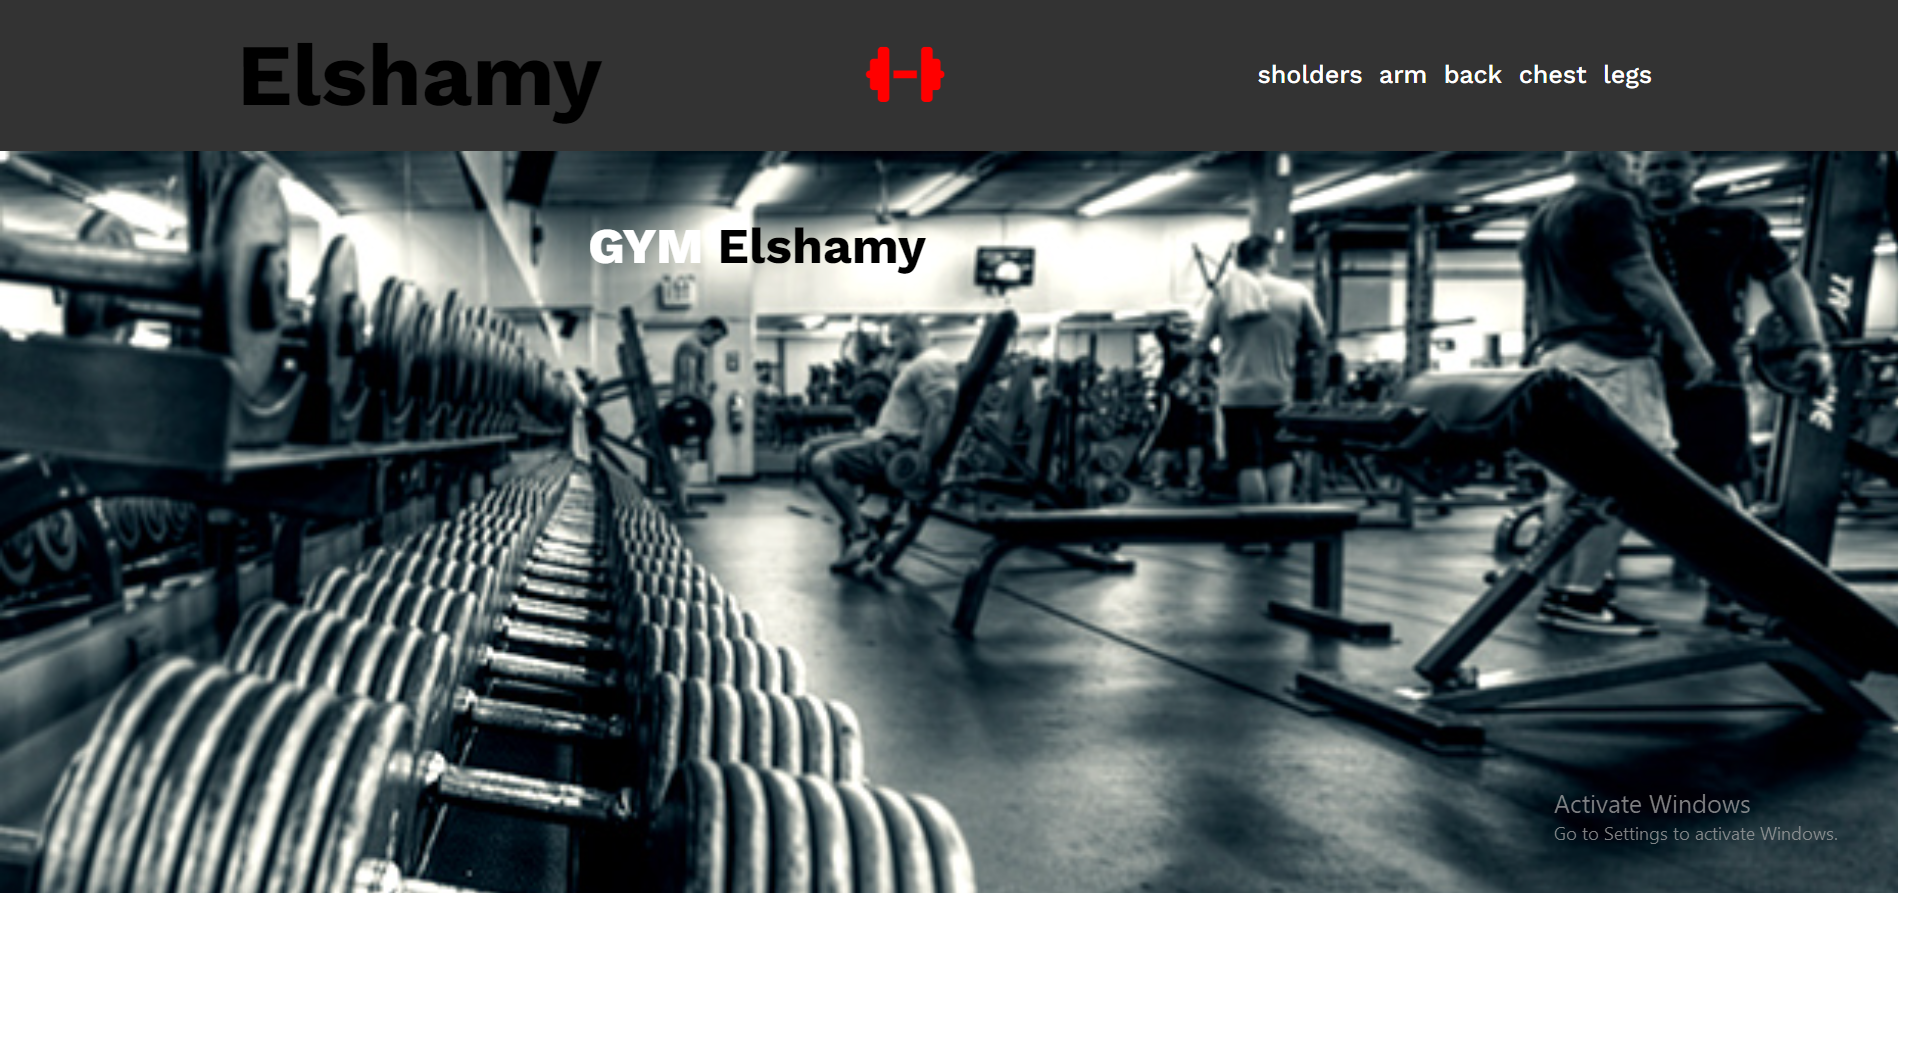 Elshamy
sholders arm back chest legs
GYM Elshamy
Activate Windows
Go to Settings to activate Windows.